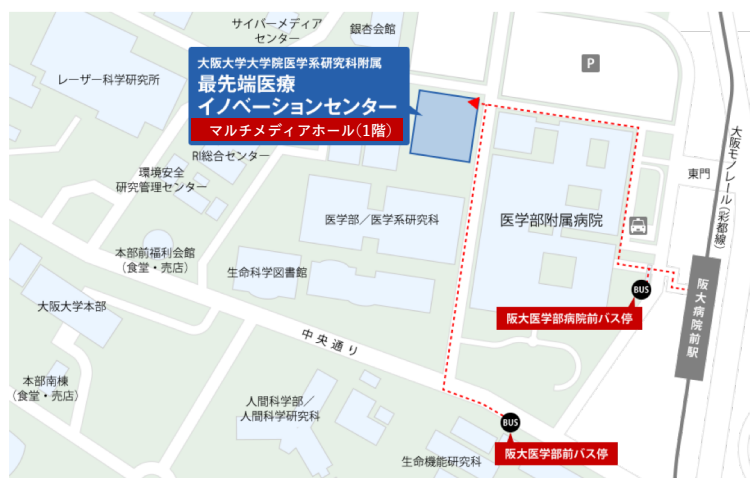 サイバーメディア
センター
銀杏会館
P
レーザー科学研究所
大阪大学大学院医学系研究科附属
最先端医療
イノベーションセンター
マルチメディアホール(1階)
RI総合センター
環境安全
研究管理センター
医学部／医学系研究科
医学部附属病院
東門
大阪モノレール(彩都線)
本部前福利会館
（食堂・売店）
生命科学図書館
BUS
阪大医学部病院前バス停
阪大病院前駅
大阪大学本部
中央通り
本部南棟
（食堂・売店）
人間科学部／
人間科学研究科
BUS
阪大医学部前バス停
生命機能研究科